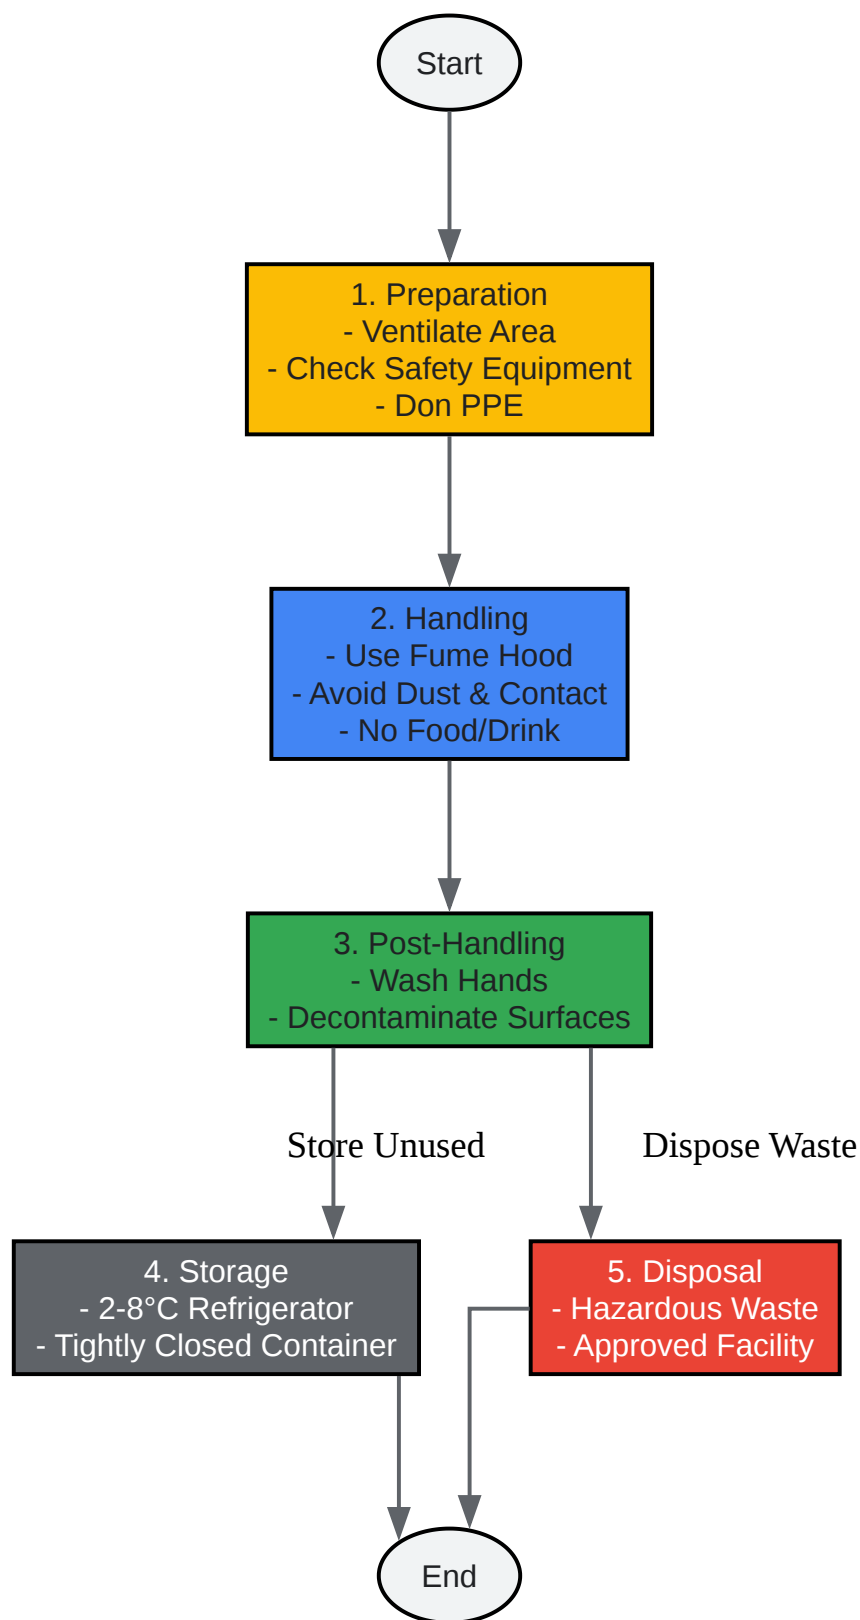 Start
1. Preparation
- Ventilate Area
- Check Safety Equipment
- Don PPE
2. Handling
- Use Fume Hood
- Avoid Dust & Contact
- No Food/Drink
3. Post-Handling
- Wash Hands
- Decontaminate Surfaces
Store Unused
Dispose Waste
4. Storage
- 2-8°C Refrigerator
- Tightly Closed Container
5. Disposal
- Hazardous Waste
- Approved Facility
End